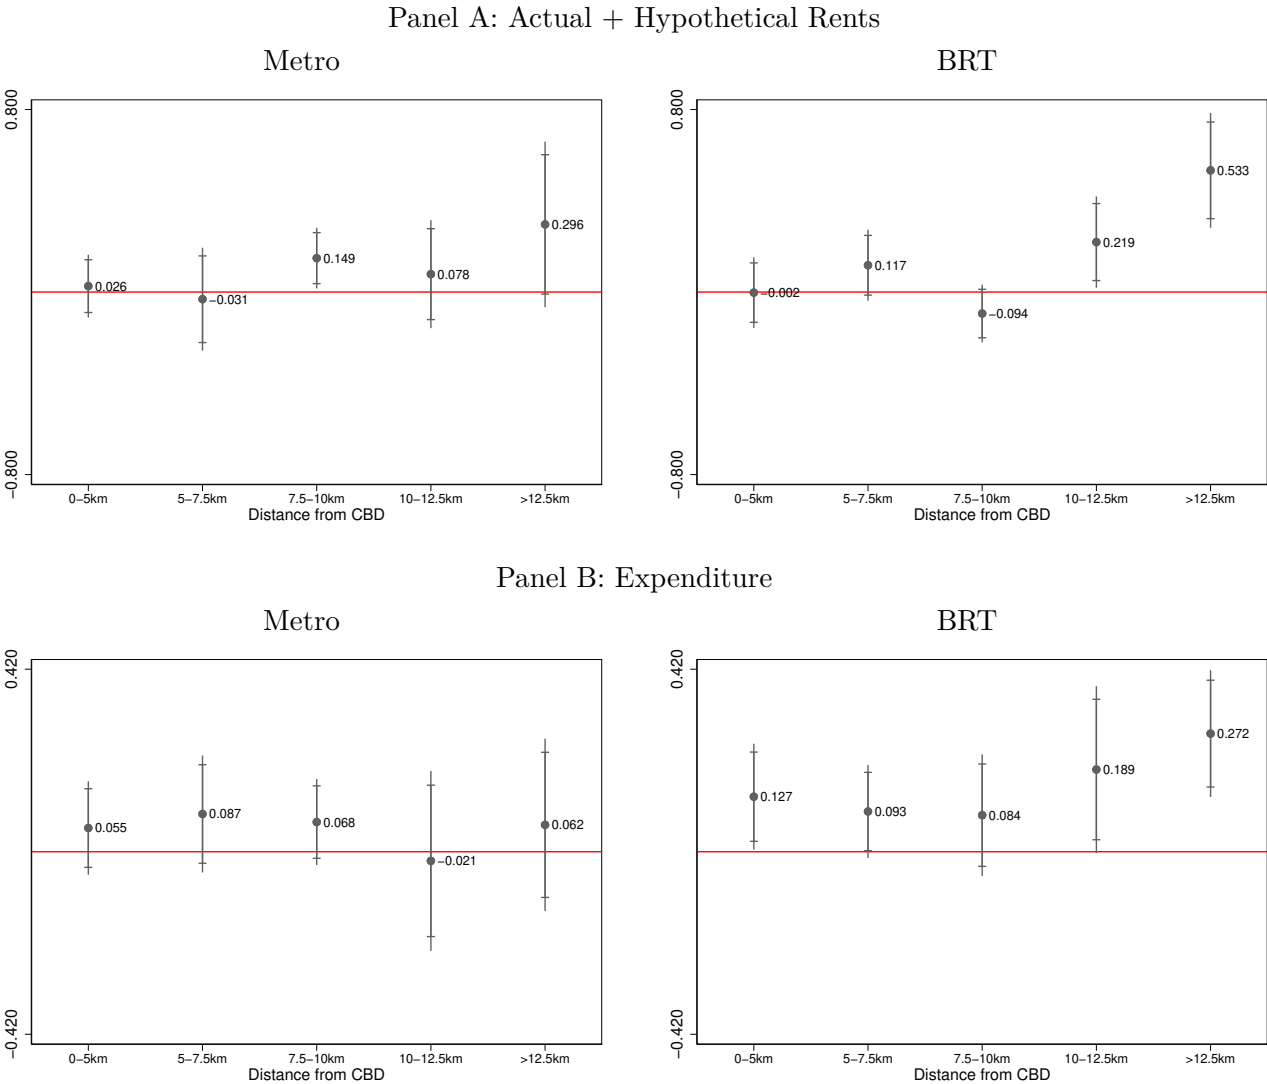 Panel A: Actual + Hypothetical Rents
Metro
0.800
0.026
−0.031
0.149
0.078
0.296
−0.800
0−5km
5−7.5km
7.5−10km
10−12.5km
>12.5km
Distance from CBD
BRT
0.800
−0.002
0.117
−0.094
0.219
0.533
−0.800
0−5km
5−7.5km
7.5−10km
10−12.5km
>12.5km
Distance from CBD
Panel B: Expenditure
Metro
0.420
0.055
0.087
0.068
−0.021
0.062
−0.420
0−5km
5−7.5km
7.5−10km
10−12.5km
>12.5km
Distance from CBD
BRT
0.420
0.127
0.093
0.084
0.189
0.272
−0.420
0−5km
5−7.5km
7.5−10km
10−12.5km
>12.5km
Distance from CBD